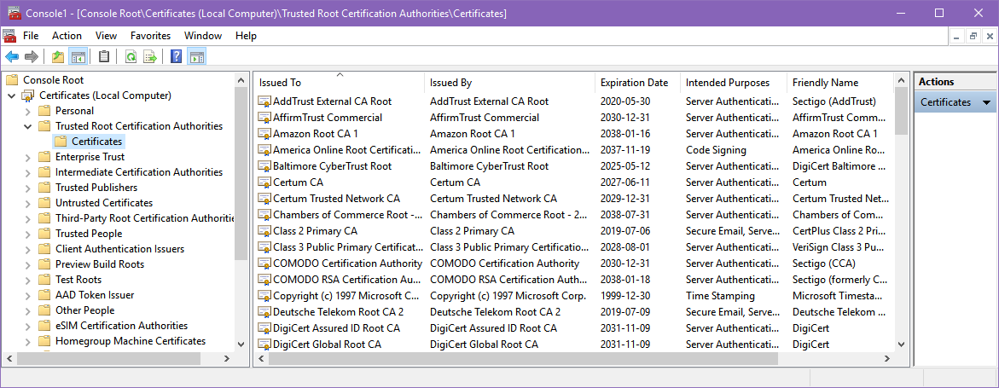 Console1 - [Console Root\Certificates (Local Computer)\Trusted Root Certification Authorities\Certificates]
File Action View Favorites Window Help
Console Root
Certificates (Local Computer)
Personal
Trusted Root Certification Authorities
Certificates
Enterprise Trust
Intermediate Certification Authorities
Trusted Publishers
Untrusted Certificates
Third-Party Root Certification Authoritie
Trusted People
Client Authentication Issuers
Preview Build Roots
Test Roots
AAD Token Issuer
Other People
eSIM Certification Authorities
Homegroup Machine Certificates
Issued To Issued By Expiration Date Intended Purposes Friendly Name
AddTrust External CA Root AddTrust External CA Root 2020-05-30 Server Authenticati... Sectigo (AddTrust)
AffirmTrust Commercial AffirmTrust Commercial 2030-12-31 Server Authenticati... AffirmTrust Comm...
Amazon Root CA 1 Amazon Root CA 1 2038-01-16 Server Authenticati... Amazon Root CA 1
America Online Root Certificati... America Online Root Certification... 2037-11-19 Code Signing America Online Ro...
Baltimore CyberTrust Root Baltimore CyberTrust Root 2025-05-12 Server Authenticati... DigiCert Baltimore ...
Certum CA Certum CA 2027-06-11 Server Authenticati... Certum
Certum Trusted Network CA Certum Trusted Network CA 2029-12-31 Server Authenticati... Certum Trusted Net...
Chambers of Commerce Root -... Chambers of Commerce Root - 2... 2038-07-31 Server Authenticati... Chambers of Com...
Class 2 Primary CA Class 2 Primary CA 2019-07-06 Secure Email, Serve... CertPlus Class 2 Pri...
Class 3 Public Primary Certificat... Class 3 Public Primary Certificatio... 2028-08-01 Server Authenticati... VeriSign Class 3 Pu...
COMODO Certification Authority COMODO Certification Authority 2030-12-31 Server Authenticati... Sectigo (CCA)
COMODO RSA Certification Au... COMODO RSA Certification Auth... 2038-01-18 Server Authenticati... Sectigo (formerly C...
Copyright (c) 1997 Microsoft C... Copyright (c) 1997 Microsoft Corp. 1999-12-30 Time Stamping Microsoft Timesta...
Deutsche Telekom Root CA 2 Deutsche Telekom Root CA 2 2019-07-09 Secure Email, Serve... Deutsche Telekom ...
DigiCert Assured ID Root CA DigiCert Assured ID Root CA 2031-11-09 Server Authenticati... DigiCert
DigiCert Global Root CA DigiCert Global Root CA 2031-11-09 Server Authenticati... DigiCert
Actions
Certificates